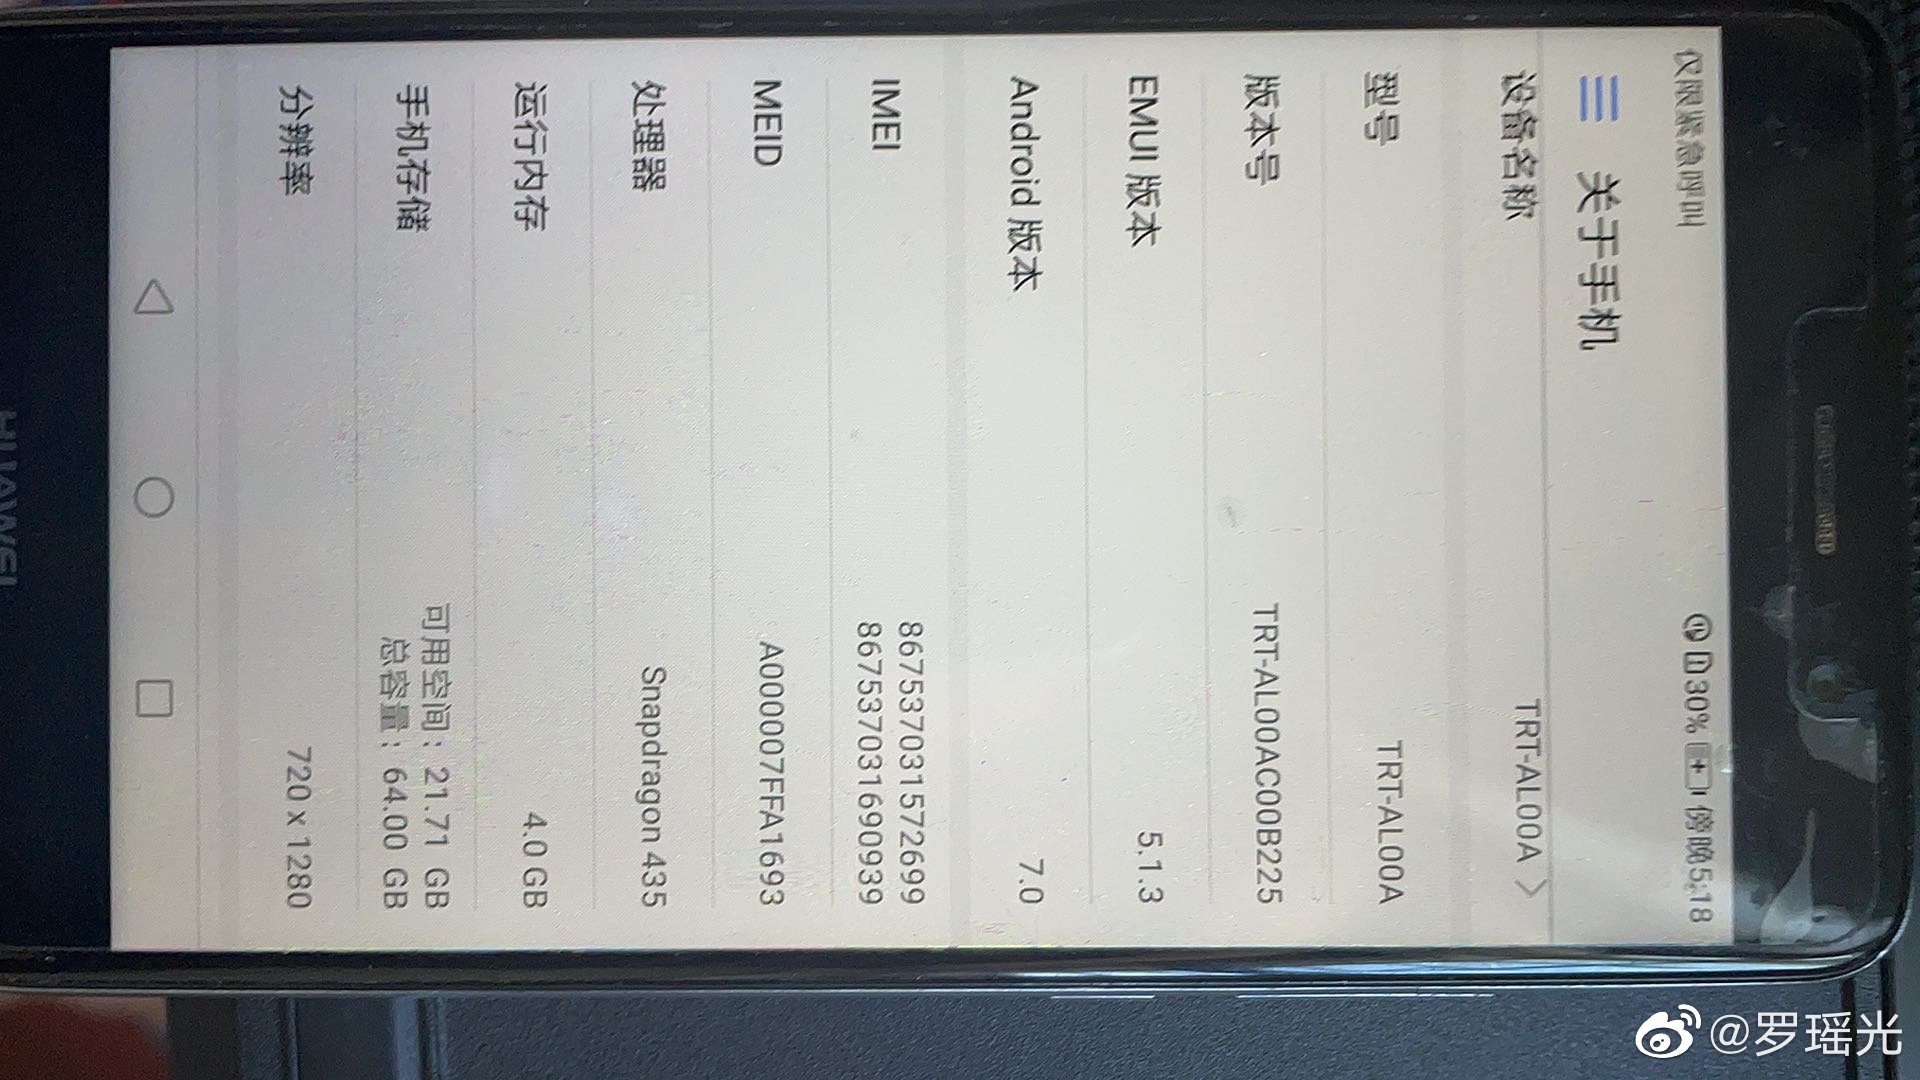 仅限紧急呼叫
30% 傍晚5:18
关于手机
设备名称 TRT-AL00A
型号 TRT-AL00A
版本号 TRT-AL00AC00B225
EMUI 版本 5.1.3
Android 版本 7.0
IMEI 867537031572699
867537031690939
MEID A000007FFA1693
处理器 Snapdragon 435
运行内存 4.0 GB
手机存储 可用空间：21.71 GB
总容量：64.00 GB
分辨率 720 x 1280
HUAWEI
@罗瑶光